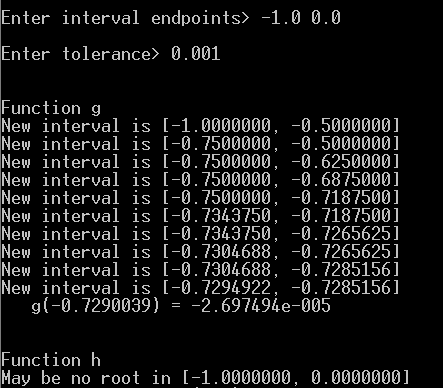 Enter interval endpoints> -1.0 0.0
Enter tolerance> 0.001
Function g
New interval is [-1.0000000, -0.5000000]
New interval is [-0.7500000, -0.5000000]
New interval is [-0.7500000, -0.6250000]
New interval is [-0.7500000, -0.6875000]
New interval is [-0.7500000, -0.7187500]
New interval is [-0.7343750, -0.7187500]
New interval is [-0.7343750, -0.7265625]
New interval is [-0.7304688, -0.7265625]
New interval is [-0.7304688, -0.7285156]
New interval is [-0.7294922, -0.7285156]
g(-0.7290039) = -2.697494e-005
Function h
May be no root in [-1.0000000, 0.0000000]